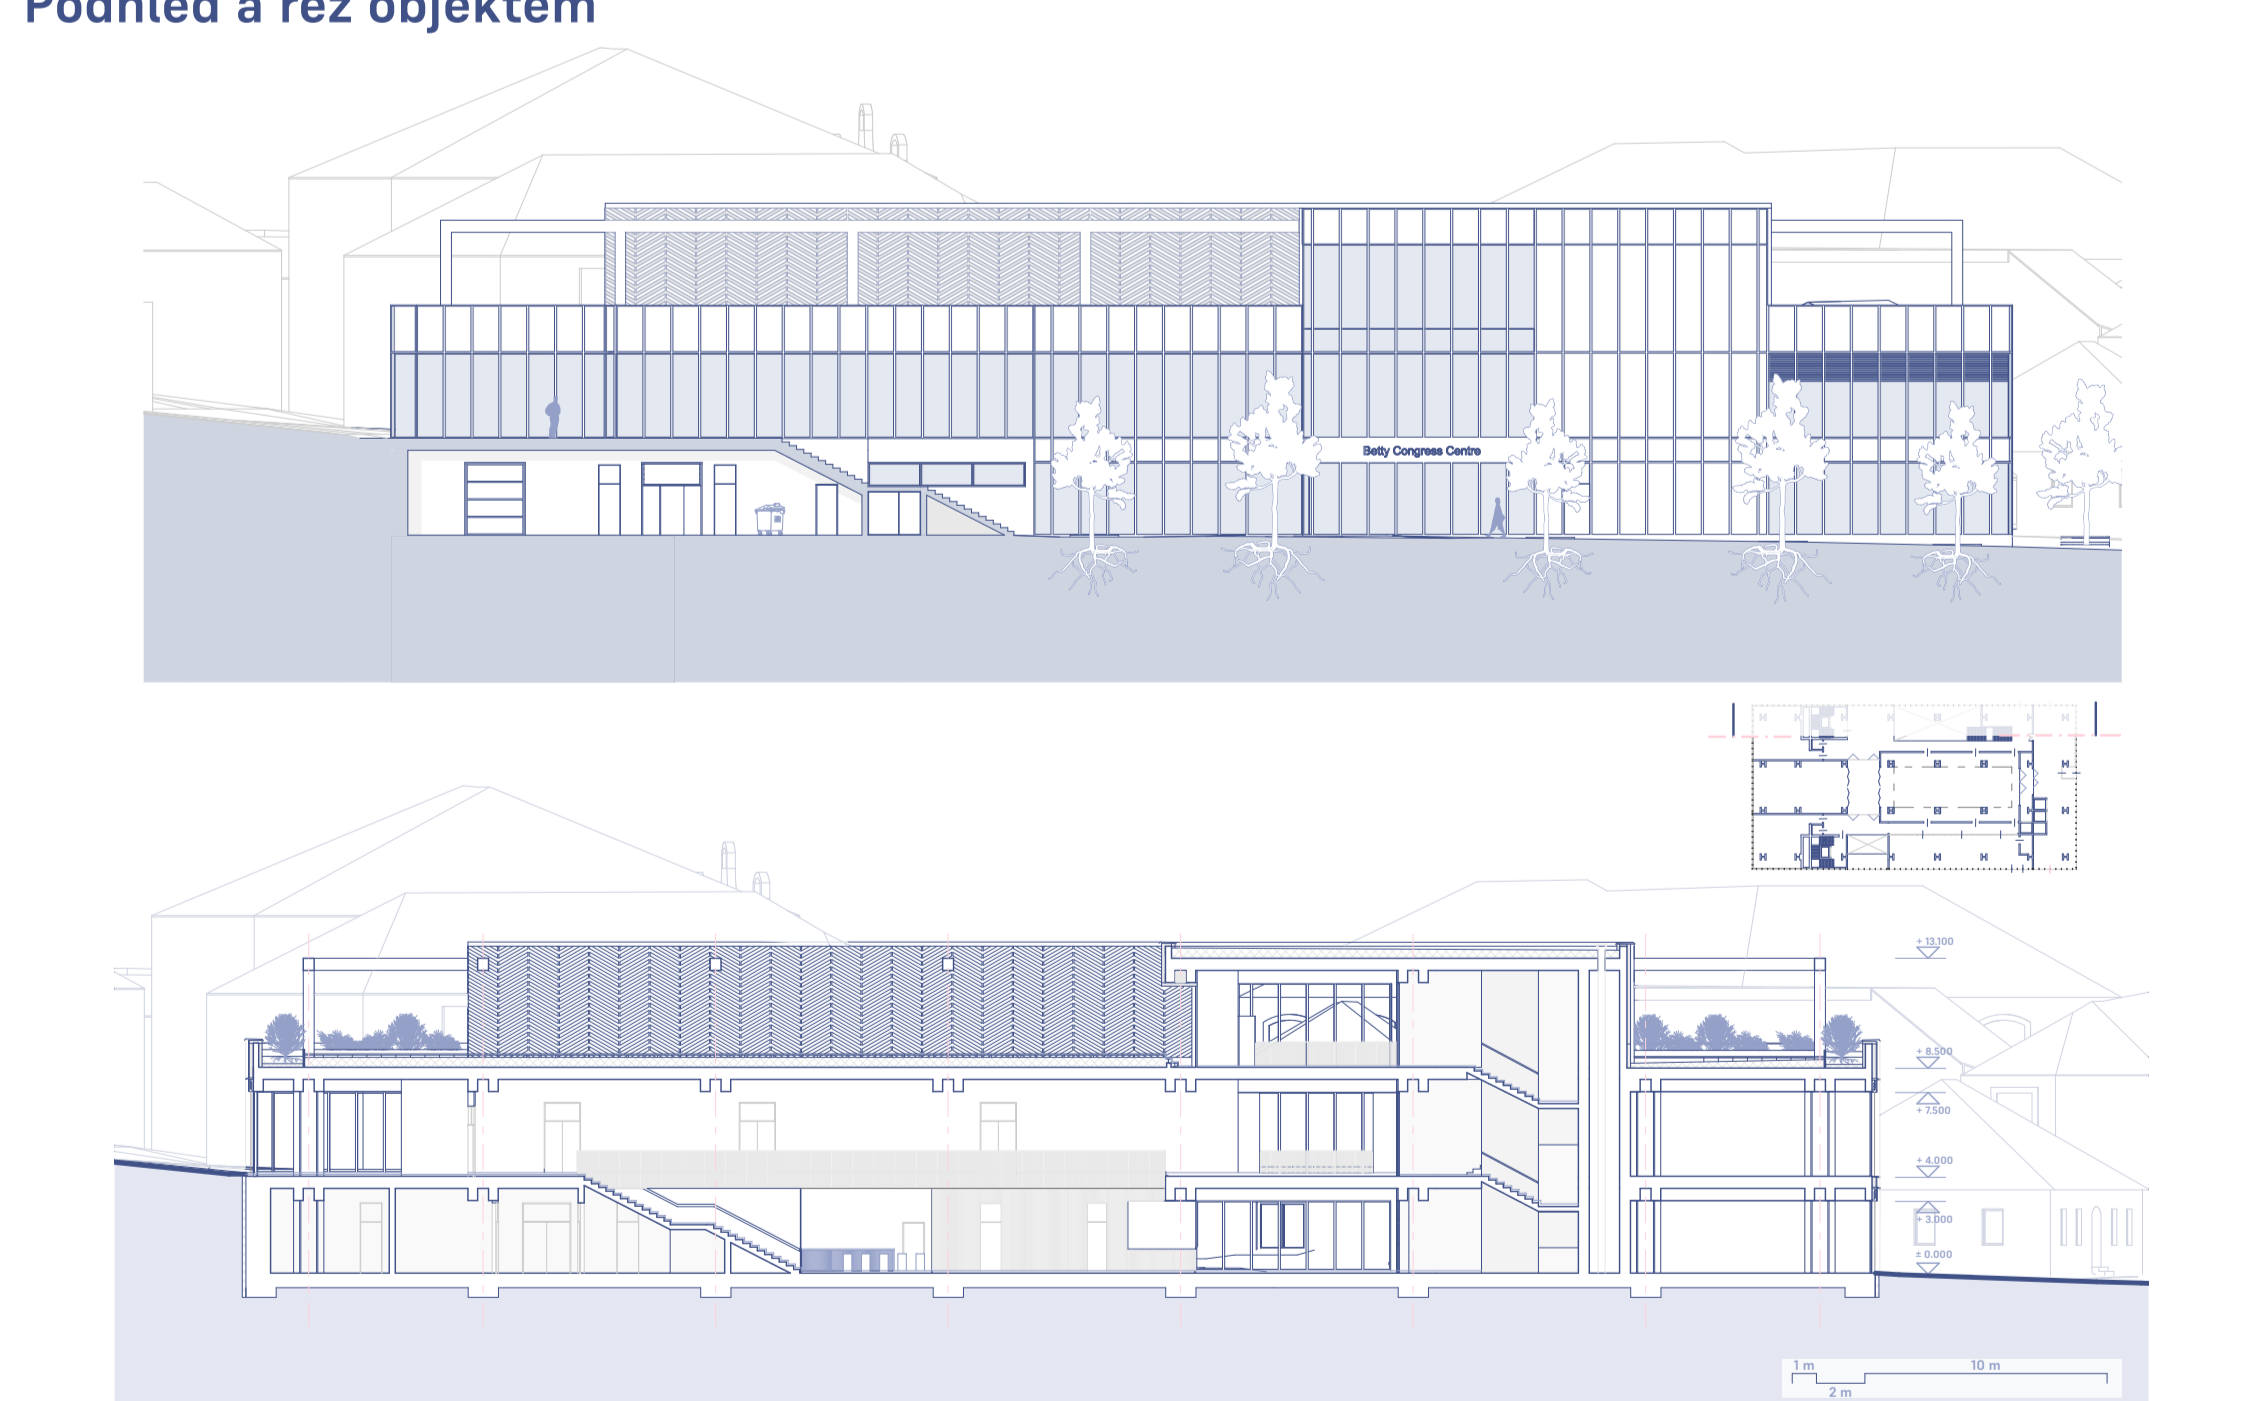 Podhled a řez objektem
Betty Congress Centre
+ 13.100
+ 8.500
+ 7.500
+ 4.000
+ 3.000
± 0.000
1 m
10 m
2 m